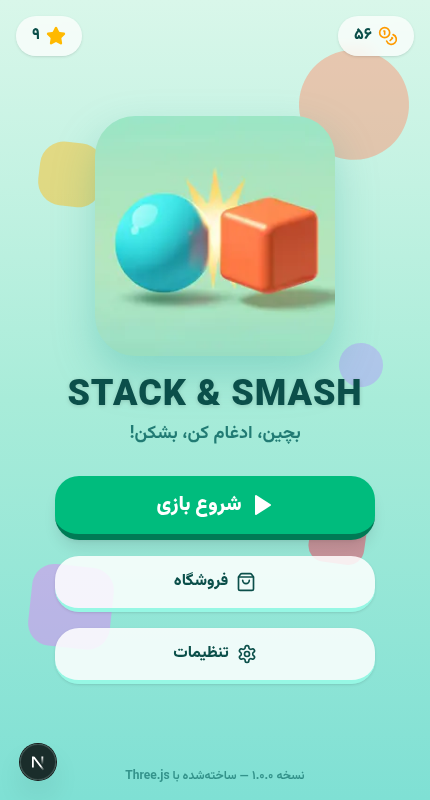 ۵۶
۹
STACK & SMASH
بچین، ادغام کن، بشکن!
شروع بازی
فروشگاه
تنظیمات
نسخه ۱.۰.۰ — ساخته‌شده با Three.js
N